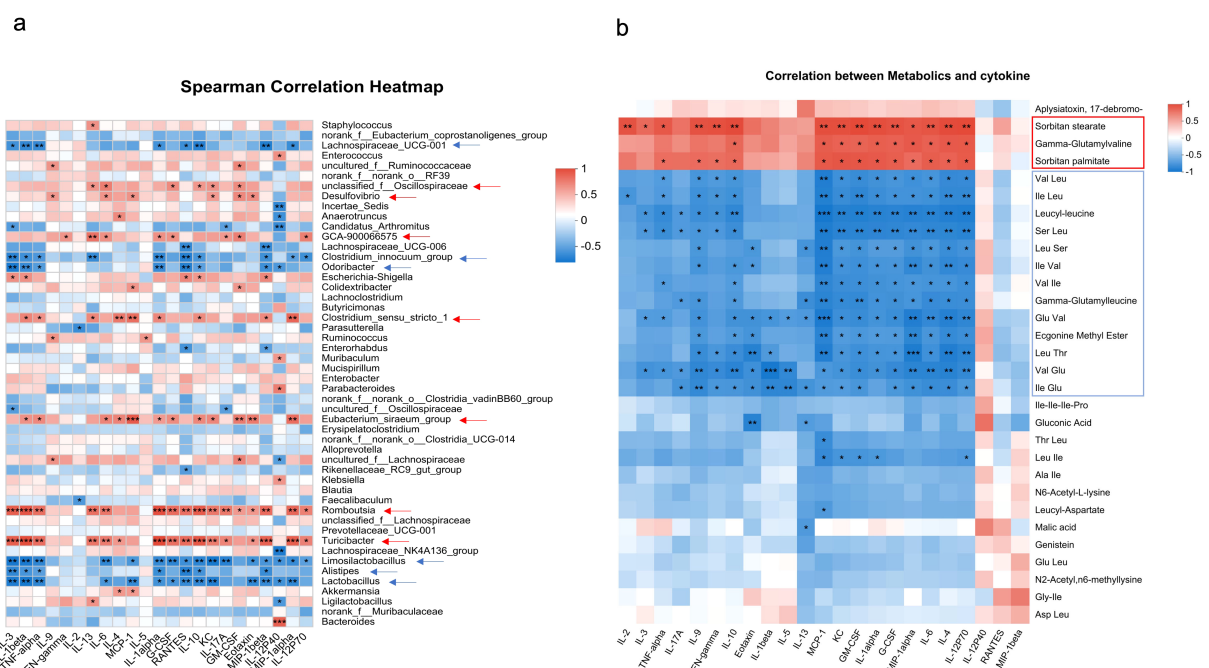 a
b
Spearman Correlation Heatmap
Staphylococcus
norank_f__Eubacterium_coprostanoligenes_group
Lachnospiraceae_UCG-001
Enterococcus
uncultured_f__Ruminococcaceae
norank_f__norank_o__RF39
unclassified_f__Oscillospiraceae
Desulfovibrio
Incertae_Sedis
Anaerotruncus
Candidatus_Arthromitus
GCA-900066575
Lachnospiraceae_UCG-006
Clostridium_innocuum_group
Odoribacter
Escherichia-Shigella
Colidextribacter
Lachnoclostridium
Butyricimonas
Clostridium_sensu_stricto_1
Parasutterella
Ruminococcus
Enterorhabdus
Muribaculum
Mucispirillum
Enterobacter
Parabacteroides
norank_f__norank_o__Clostridia_vadinBB60_group
uncultured_f__Oscillospiraceae
Eubacterium_siraeum_group
Erysipelatoclostridium
norank_f__norank_o__Clostridia_UCG-014
Alloprevotella
uncultured_f__Lachnospiraceae
Rikenellaceae_RC9_gut_group
Klebsiella
Blautia
Faecalibaculum
Romboutsia
unclassified_f__Lachnospiraceae
Prevotellaceae_UCG-001
Turicibacter
Lachnospiraceae_NK4A136_group
Limosilactobacillus
Alistipes
Lactobacillus
Akkermansia
Ligilactobacillus
norank_f__Muribaculaceae
Bacteroides
1
0.5
0
-0.5
IL-3
1beta
TNF-alpha
IL-9
FN-gamma
IL-2
IL-13
IL-6
IL-4
MCP-1
IL-5
IL-1alpha
G-CSF
RANTES
IL-10
KC
IL-17A
GM-CSF
Eotaxin
MIP-1beta
IL-12P40
MIP-1alpha
IL-12P70
Correlation between Metabolics and cytokine
Aplysiatoxin, 17-debromo-
Sorbitan stearate
Gamma-Glutamylvaline
Sorbitan palmitate
Val Leu
Ile Leu
Leucyl-leucine
Ser Leu
Leu Ser
Ile Val
Val Ile
Gamma-Glutamylleucine
Glu Val
Ecgonine Methyl Ester
Leu Thr
Val Glu
Ile Glu
Ile-Ile-Ile-Pro
Gluconic Acid
Thr Leu
Leu Ile
Ala Ile
N6-Acetyl-L-lysine
Leucyl-Aspartate
Malic acid
Genistein
Glu Leu
N2-Acetyl,n6-methyllysine
Gly-Ile
Asp Leu
1
0.5
0
-0.5
-1
IL-2
IL-3
TNF-alpha
IL-17A
IL-9
FN-gamma
IL-10
Eotaxin
IL-1beta
IL-5
IL-13
MCP-1
KC
GM-CSF
IL-1alpha
G-CSF
MIP-1alpha
IL-6
IL-4
IL-12P70
IL-12P40
RANTES
MIP-1beta